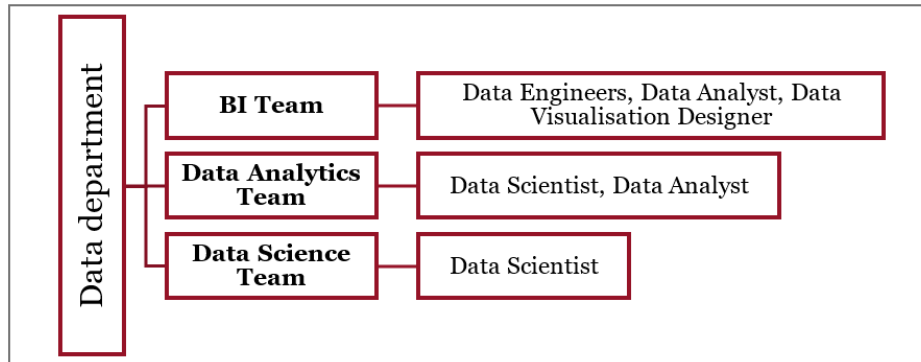 Data department
BI Team
Data Engineers, Data Analyst, Data
Visualisation Designer
Data Analytics
Team
Data Scientist, Data Analyst
Data Science
Team
Data Scientist